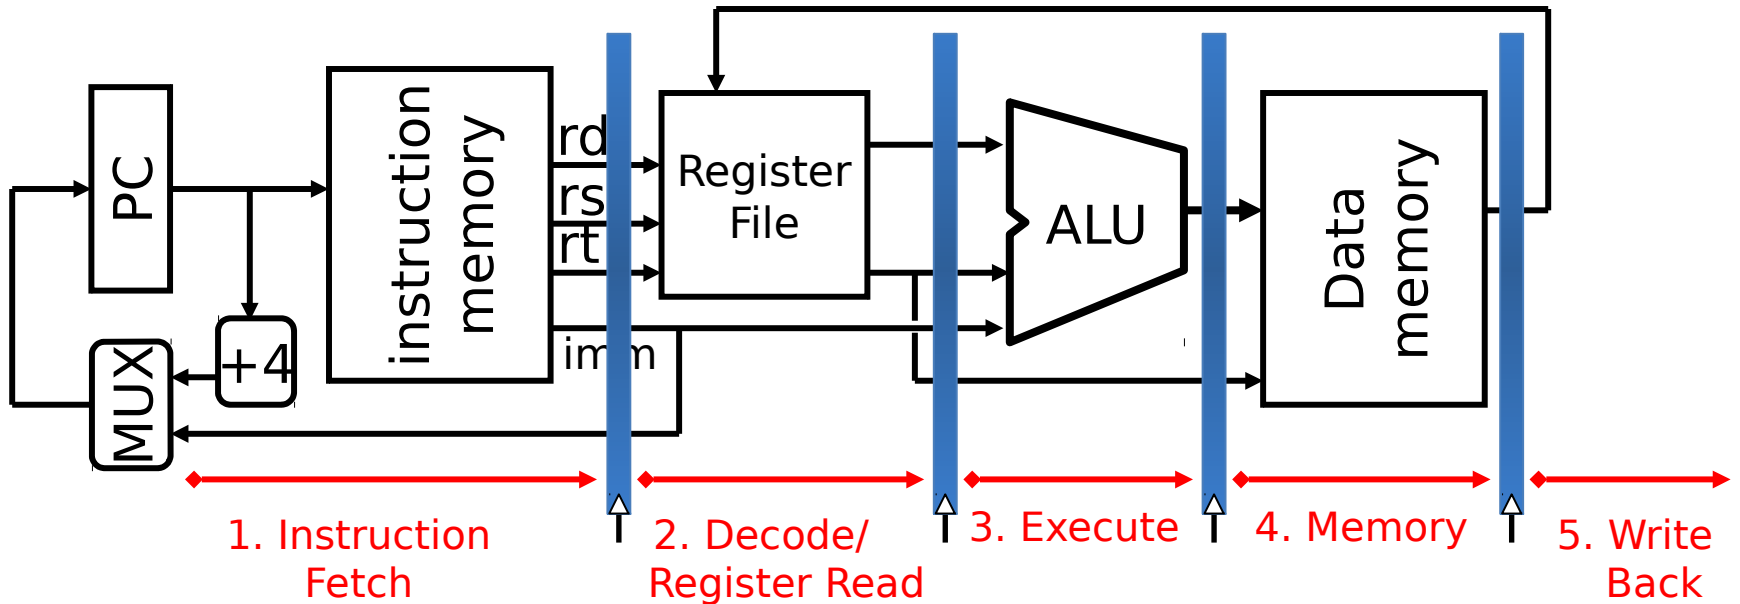 PC
instruction
memory
rd
rs
rt
imm
+4
MUX
Register
File
ALU
Data
memory
1. Instruction
Fetch
2. Decode/
Register Read
3. Execute
4. Memory
5. Write
Back